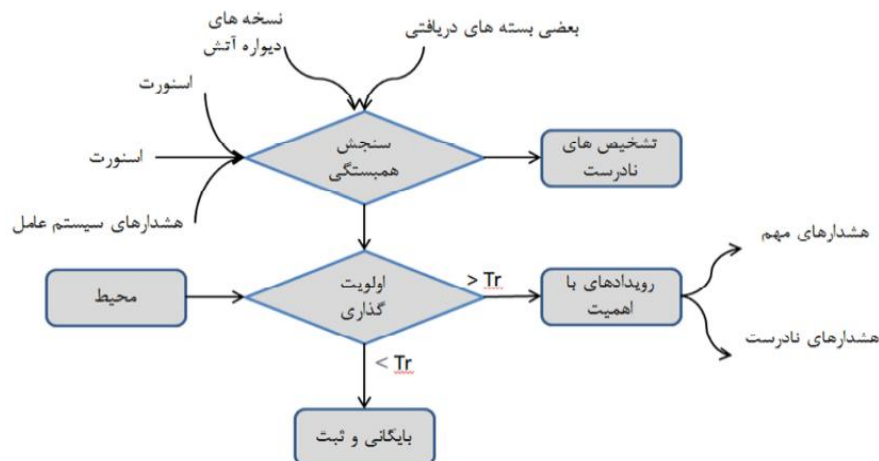 نسخه های
دیواره آتش
بعضی بسته های دریافتی
اسنورت
اسنورت
هشدارهای سیستم عامل
سنجش
همبستگی
تشخیص های
نادرست
محیط
اولویت
گذاری
> Tr
رویدادهای با
اهمیت
هشدارهای مهم
هشدارهای نادرست
< Tr
بایگانی و ثبت